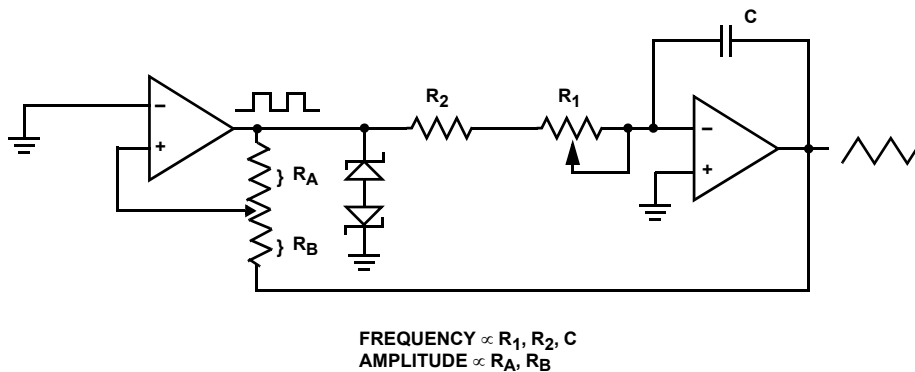 C
R2
R1
–
+
–
+
} RA
} RB
FREQUENCY ∝ R1, R2, C
AMPLITUDE ∝ RA, RB